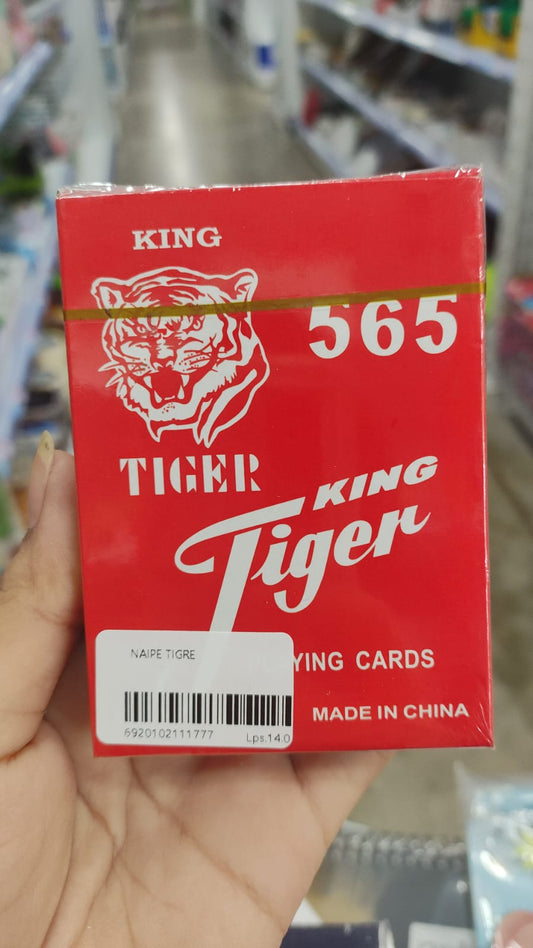 KING
565
TIGER
KING
Tiger
YING CARDS
MADE IN CHINA
NAIPE TIGRE
6920102111777
Lps.14.0